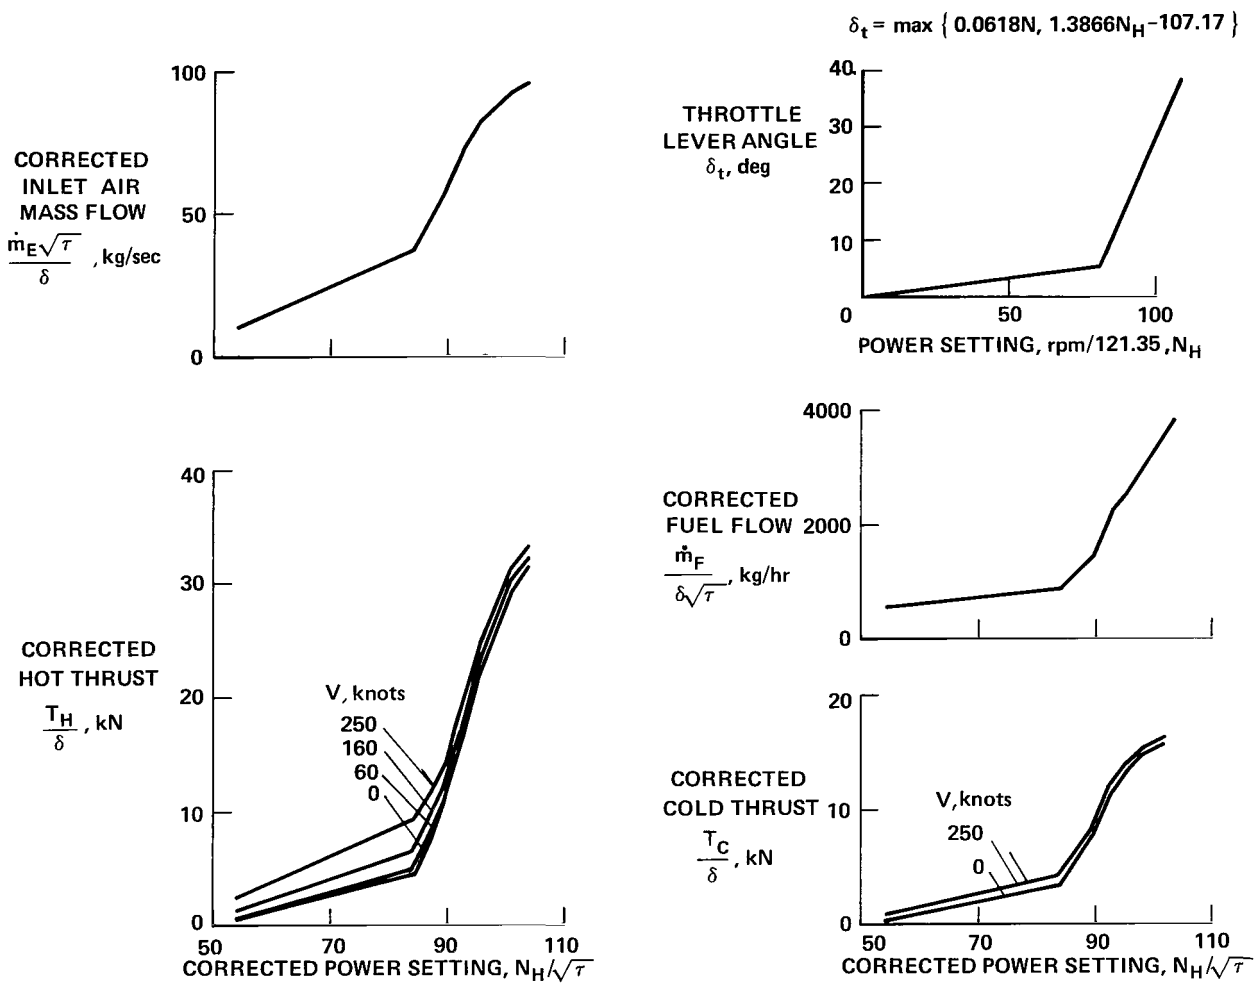 δt = max { 0.0618N, 1.3866NH−107.17 }
100
50
0
CORRECTED
INLET AIR
MASS FLOW
ṁE√τ
δ
, kg/sec
40
30
20
10
0
50
100
THROTTLE
LEVER ANGLE
δt, deg
POWER SETTING, rpm/121.35, NH
40
30
20
10
0
CORRECTED
HOT THRUST
TH
δ
, kN
V, knots
250
160
60
0
50
70
90
110
CORRECTED POWER SETTING, NH/√τ
4000
2000
0
CORRECTED
FUEL FLOW
ṁF
δ√τ
, kg/hr
20
10
0
CORRECTED
COLD THRUST
TC
δ
, kN
V, knots
250
0
50
70
90
110
CORRECTED POWER SETTING, NH/√τ